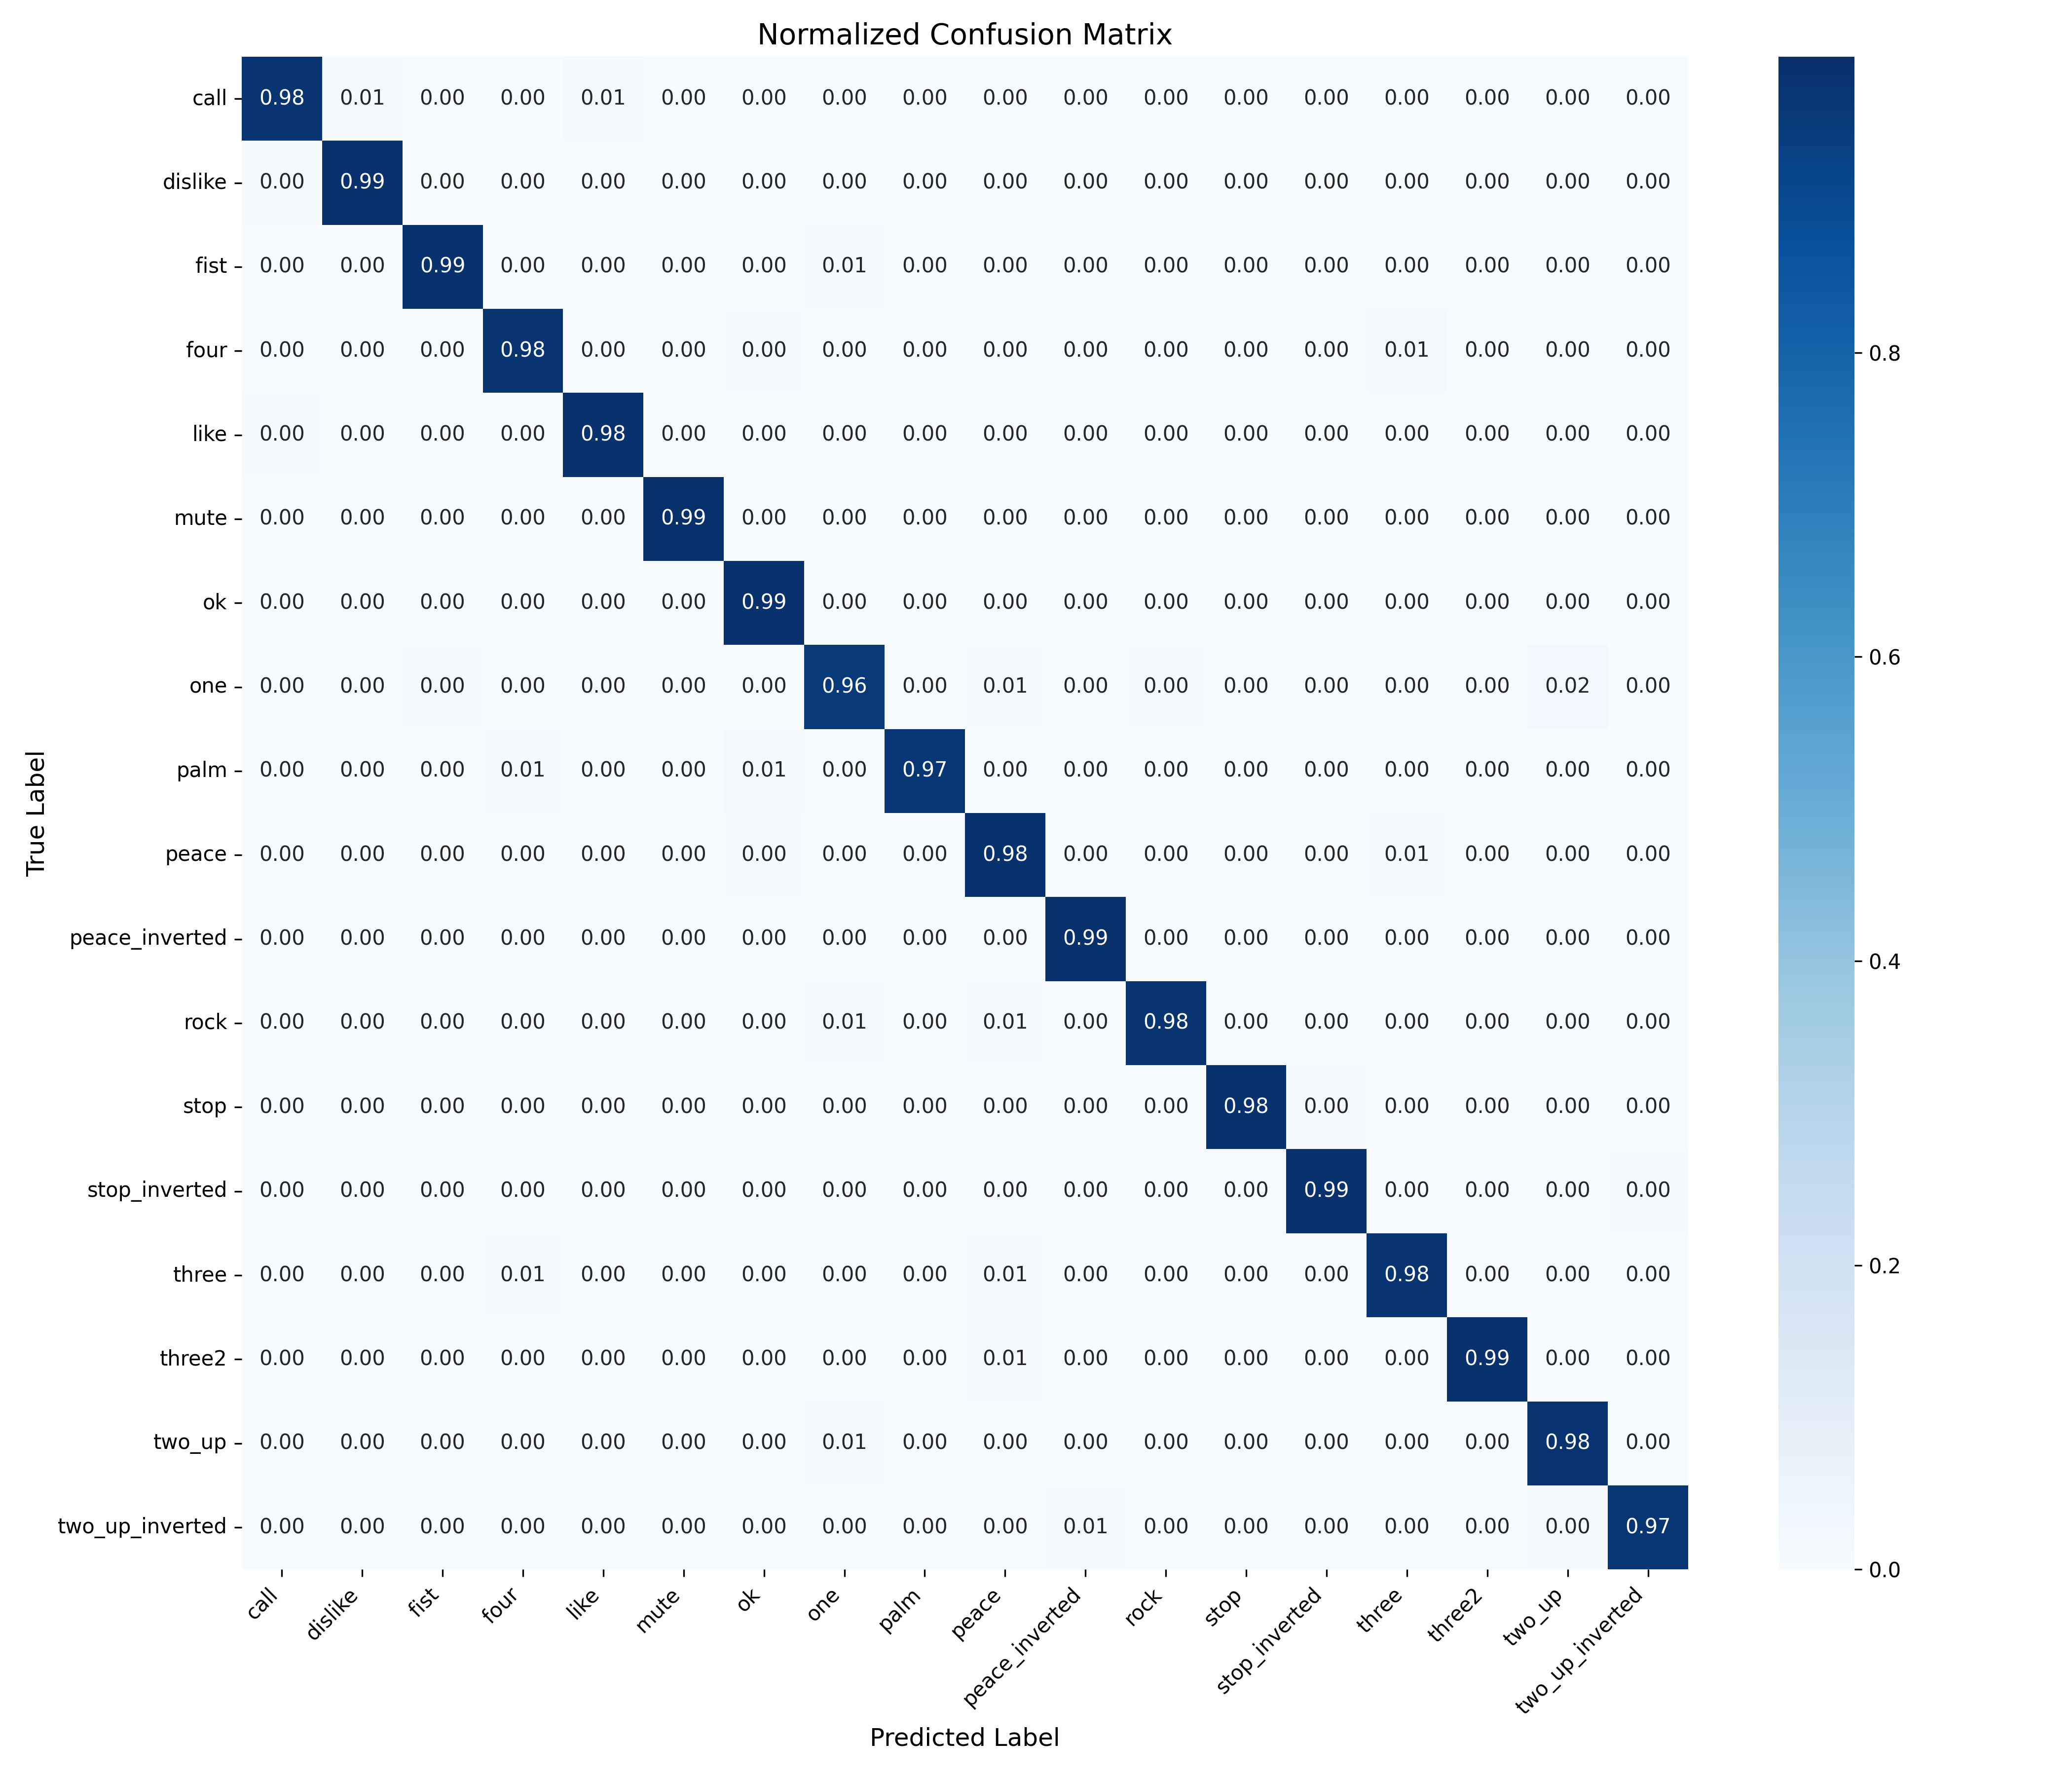 Normalized Confusion Matrix
call 0.98 0.01 0.00 0.00 0.01 0.00 0.00 0.00 0.00 0.00 0.00 0.00 0.00 0.00 0.00 0.00 0.00 0.00
dislike 0.00 0.99 0.00 0.00 0.00 0.00 0.00 0.00 0.00 0.00 0.00 0.00 0.00 0.00 0.00 0.00 0.00 0.00
fist 0.00 0.00 0.99 0.00 0.00 0.00 0.00 0.01 0.00 0.00 0.00 0.00 0.00 0.00 0.00 0.00 0.00 0.00
four 0.00 0.00 0.00 0.98 0.00 0.00 0.00 0.00 0.00 0.00 0.00 0.00 0.00 0.00 0.01 0.00 0.00 0.00
like 0.00 0.00 0.00 0.00 0.98 0.00 0.00 0.00 0.00 0.00 0.00 0.00 0.00 0.00 0.00 0.00 0.00 0.00
mute 0.00 0.00 0.00 0.00 0.00 0.99 0.00 0.00 0.00 0.00 0.00 0.00 0.00 0.00 0.00 0.00 0.00 0.00
ok 0.00 0.00 0.00 0.00 0.00 0.00 0.99 0.00 0.00 0.00 0.00 0.00 0.00 0.00 0.00 0.00 0.00 0.00
one 0.00 0.00 0.00 0.00 0.00 0.00 0.00 0.96 0.00 0.01 0.00 0.00 0.00 0.00 0.00 0.00 0.02 0.00
palm 0.00 0.00 0.00 0.01 0.00 0.00 0.01 0.00 0.97 0.00 0.00 0.00 0.00 0.00 0.00 0.00 0.00 0.00
peace 0.00 0.00 0.00 0.00 0.00 0.00 0.00 0.00 0.00 0.98 0.00 0.00 0.00 0.00 0.01 0.00 0.00 0.00
peace_inverted 0.00 0.00 0.00 0.00 0.00 0.00 0.00 0.00 0.00 0.00 0.99 0.00 0.00 0.00 0.00 0.00 0.00 0.00
rock 0.00 0.00 0.00 0.00 0.00 0.00 0.00 0.01 0.00 0.01 0.00 0.98 0.00 0.00 0.00 0.00 0.00 0.00
stop 0.00 0.00 0.00 0.00 0.00 0.00 0.00 0.00 0.00 0.00 0.00 0.00 0.98 0.00 0.00 0.00 0.00 0.00
stop_inverted 0.00 0.00 0.00 0.00 0.00 0.00 0.00 0.00 0.00 0.00 0.00 0.00 0.00 0.99 0.00 0.00 0.00 0.00
three 0.00 0.00 0.00 0.01 0.00 0.00 0.00 0.00 0.00 0.01 0.00 0.00 0.00 0.00 0.98 0.00 0.00 0.00
three2 0.00 0.00 0.00 0.00 0.00 0.00 0.00 0.00 0.00 0.01 0.00 0.00 0.00 0.00 0.00 0.99 0.00 0.00
two_up 0.00 0.00 0.00 0.00 0.00 0.00 0.00 0.01 0.00 0.00 0.00 0.00 0.00 0.00 0.00 0.00 0.98 0.00
two_up_inverted 0.00 0.00 0.00 0.00 0.00 0.00 0.00 0.00 0.00 0.00 0.01 0.00 0.00 0.00 0.00 0.00 0.00 0.97
call dislike fist four like mute ok one palm peace peace_inverted rock stop stop_inverted three three2 two_up two_up_inverted
Predicted Label
True Label
0.8
0.6
0.4
0.2
0.0